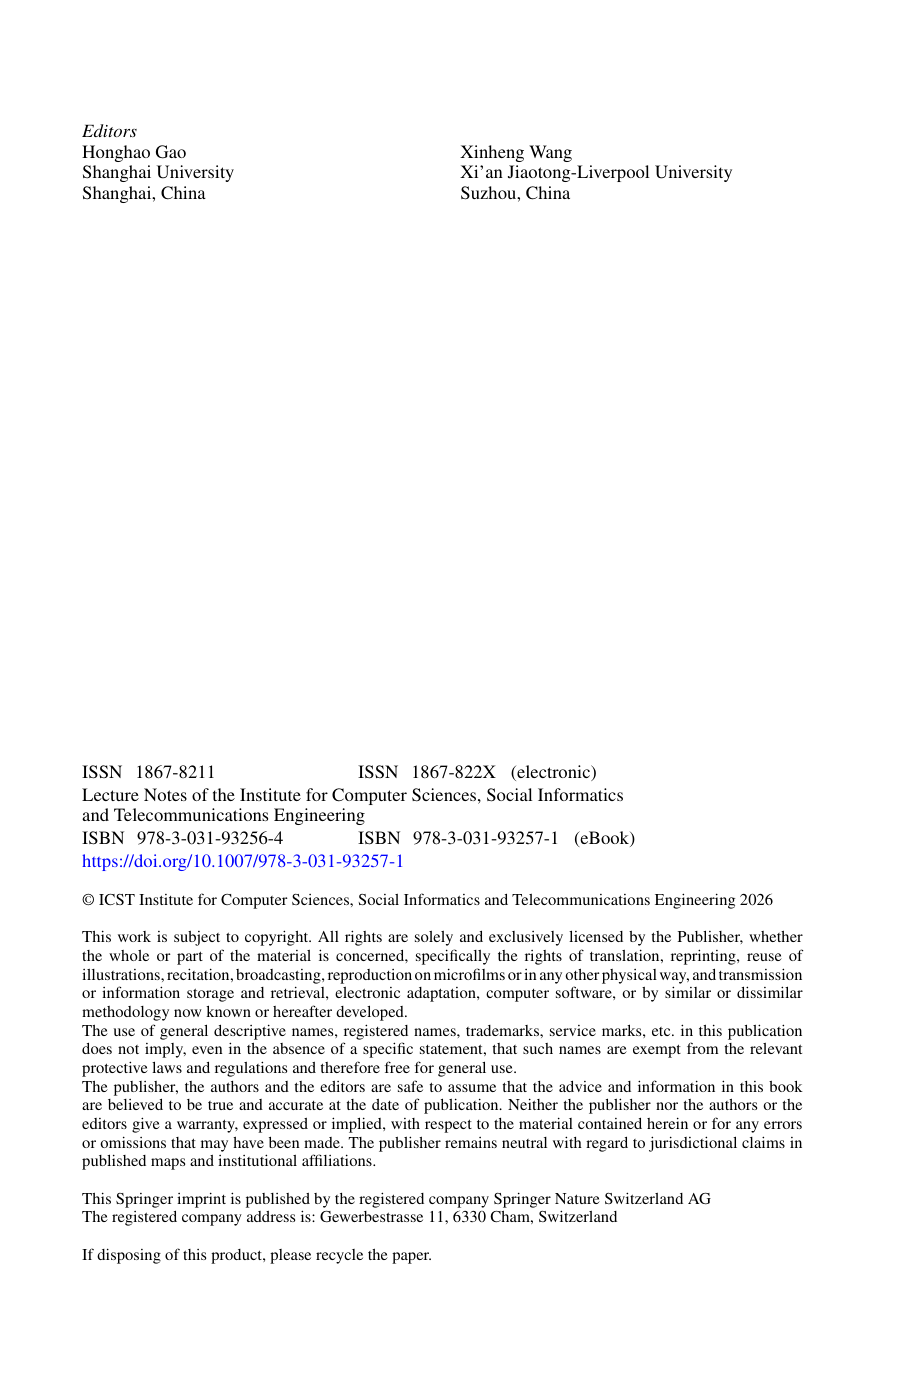 Editors
Honghao Gao
Shanghai University
Shanghai, China
Xinheng Wang
Xi’an Jiaotong-Liverpool University
Suzhou, China
ISSN 1867-8211 ISSN 1867-822X (electronic)
Lecture Notes of the Institute for Computer Sciences, Social Informatics
and Telecommunications Engineering
ISBN 978-3-031-93256-4 ISBN 978-3-031-93257-1 (eBook)
https://doi.org/10.1007/978-3-031-93257-1
© ICST Institute for Computer Sciences, Social Informatics and Telecommunications Engineering 2026
This work is subject to copyright. All rights are solely and exclusively licensed by the Publisher, whether
the whole or part of the material is concerned, specifically the rights of translation, reprinting, reuse of
illustrations, recitation, broadcasting, reproduction on microfilms or in any other physical way, and transmission
or information storage and retrieval, electronic adaptation, computer software, or by similar or dissimilar
methodology now known or hereafter developed.
The use of general descriptive names, registered names, trademarks, service marks, etc. in this publication
does not imply, even in the absence of a specific statement, that such names are exempt from the relevant
protective laws and regulations and therefore free for general use.
The publisher, the authors and the editors are safe to assume that the advice and information in this book
are believed to be true and accurate at the date of publication. Neither the publisher nor the authors or the
editors give a warranty, expressed or implied, with respect to the material contained herein or for any errors
or omissions that may have been made. The publisher remains neutral with regard to jurisdictional claims in
published maps and institutional affiliations.
This Springer imprint is published by the registered company Springer Nature Switzerland AG
The registered company address is: Gewerbestrasse 11, 6330 Cham, Switzerland
If disposing of this product, please recycle the paper.